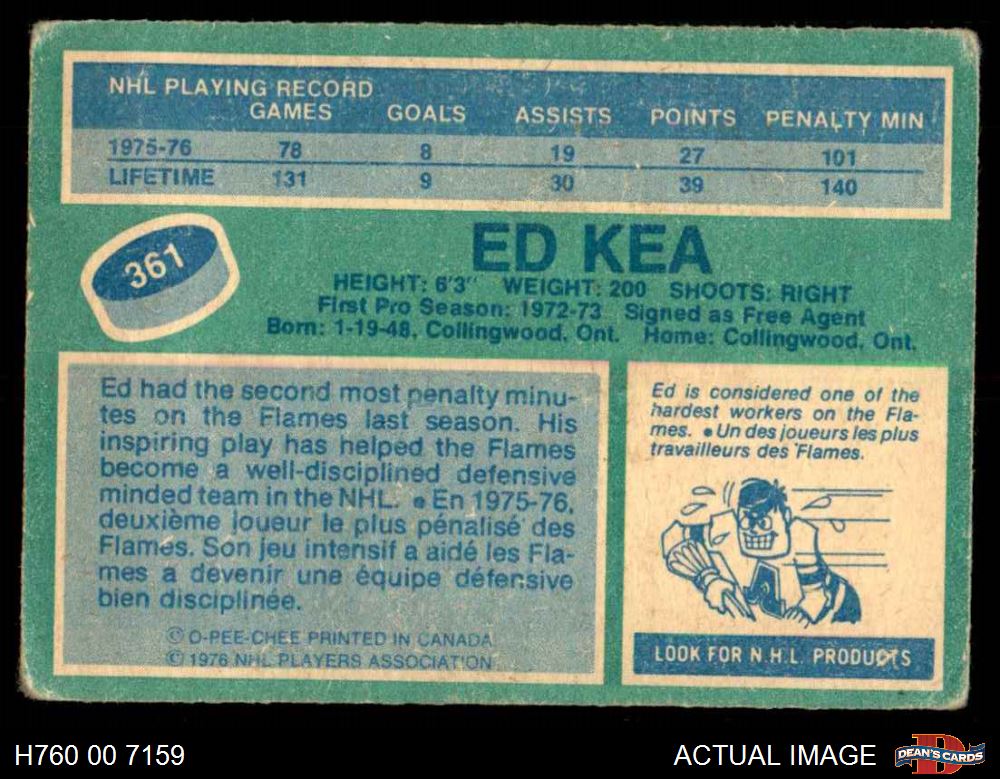 NHL PLAYING RECORD
GAMES GOALS ASSISTS POINTS PENALTY MIN
1975-76 78 8 19 27 101
LIFETIME 131 9 30 39 140
361
ED KEA
HEIGHT: 6'3" WEIGHT: 200 SHOOTS: RIGHT
First Pro Season: 1972-73 Signed as Free Agent
Born: 1-19-48, Collingwood, Ont. Home: Collingwood, Ont.
Ed had the second most penalty minu-
tes on the Flames last season. His
inspiring play has helped the Flames
become a well-disciplined defensive
minded team in the NHL. • En 1975-76,
deuxième joueur le plus pénalisé des
Flames. Son jeu intensif a aidé les Fla-
mes a devenir une équipe défensive
bien disciplinée.
© O-PEE-CHEE PRINTED IN CANADA
© 1976 NHL PLAYERS ASSOCIATION
Ed is considered one of the
hardest workers on the Fla-
mes. • Un des joueurs les plus
travailleurs des Flames.
LOOK FOR N.H.L. PRODUCTS
H760 00 7159 ACTUAL IMAGE DEAN'S CARDS